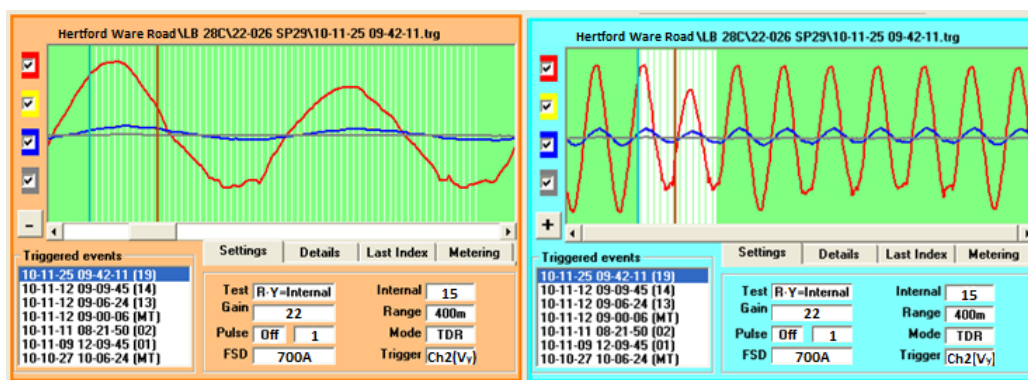 Hertford Ware Road\LB 28C\22-026 SP29\10-11-25 09-42-11.trg
-
Triggered events
10-11-25 09-42-11 (19)
10-11-12 09-09-45 (14)
10-11-12 09-06-24 (13)
10-11-12 09-00-06 (MT)
10-11-11 08-21-50 (02)
10-11-09 12-09-45 (01)
10-10-27 10-06-24 (MT)
Settings Details Last Index Metering
Test R-Y=Internal Internal 15
Gain 22 Range 400m
Pulse Off 1 Mode TDR
FSD 700A Trigger Ch2(Vy)
Hertford Ware Road\LB 28C\22-026 SP29\10-11-25 09-42-11.trg
+
Triggered events
10-11-25 09-42-11 (19)
10-11-12 09-09-45 (14)
10-11-12 09-06-24 (13)
10-11-12 09-00-06 (MT)
10-11-11 08-21-50 (02)
10-11-09 12-09-45 (01)
10-10-27 10-06-24 (MT)
Settings Details Last Index Metering
Test R-Y=Internal Internal 15
Gain 22 Range 400m
Pulse Off 1 Mode TDR
FSD 700A Trigger Ch2(Vy)